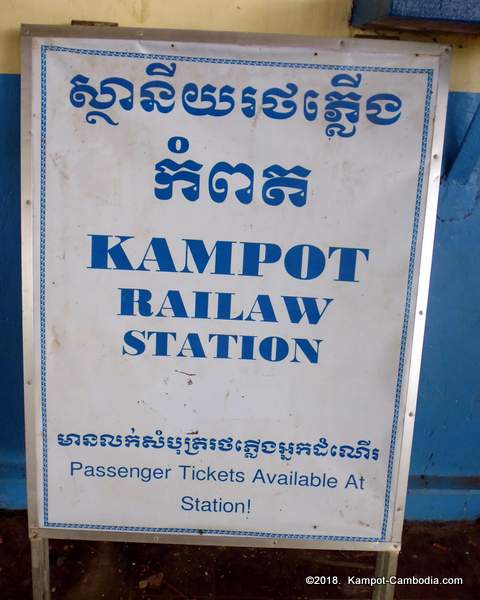 ស្ថានីយរថភ្លើង
កំពត
KAMPOT
RAILAW
STATION
មានលក់សំបុត្ររថភ្លើងអ្នកដំណើរ
Passenger Tickets Available At
Station!
©2018. Kampot-Cambodia.com